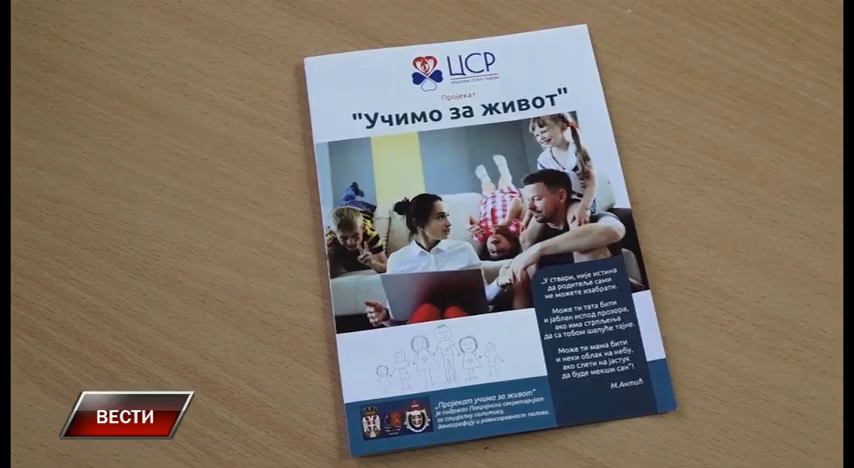 ЦСР
Пројекат
"Учимо за живот"
„У ствари, није истина
да родитеље сами
не можете изабрати.
Може ти тата бити
и јаблан испод прозора,
ако има стрпљења
да са тобом шапуће тајне.
Може ти мама бити
и неки облак на небу,
ако слети на јастук
да буде мекши сан“!
М.Антић
„Пројекат учимо за живот“
је подржао Покрајински секретаријат
за социјалну политику,
демографију и равноправност полова.
ВЕСТИ